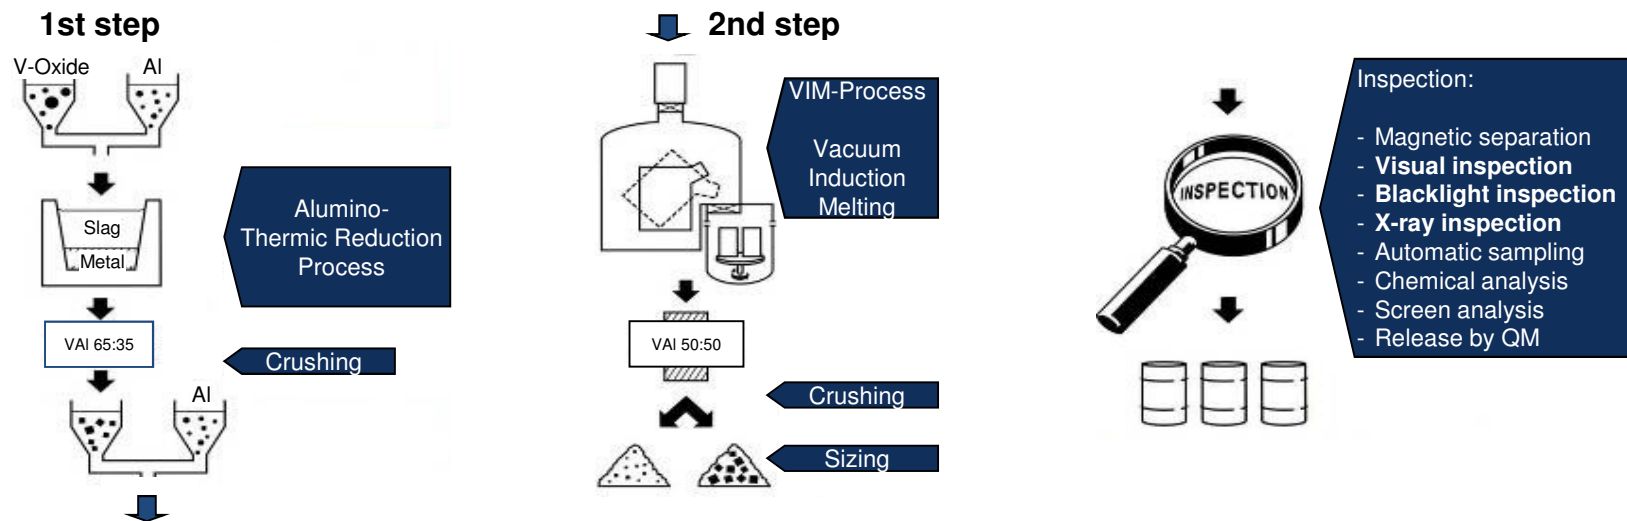 1st step
V-Oxide
Al
Slag
Metal
Alumino-
Thermic Reduction
Process
VAl 65:35
Crushing
Al
2nd step
VIM-Process
Vacuum
Induction
Melting
VAl 50:50
Crushing
Sizing
INSPECTION
Inspection:
- Magnetic separation
- Visual inspection
- Blacklight inspection
- X-ray inspection
- Automatic sampling
- Chemical analysis
- Screen analysis
- Release by QM